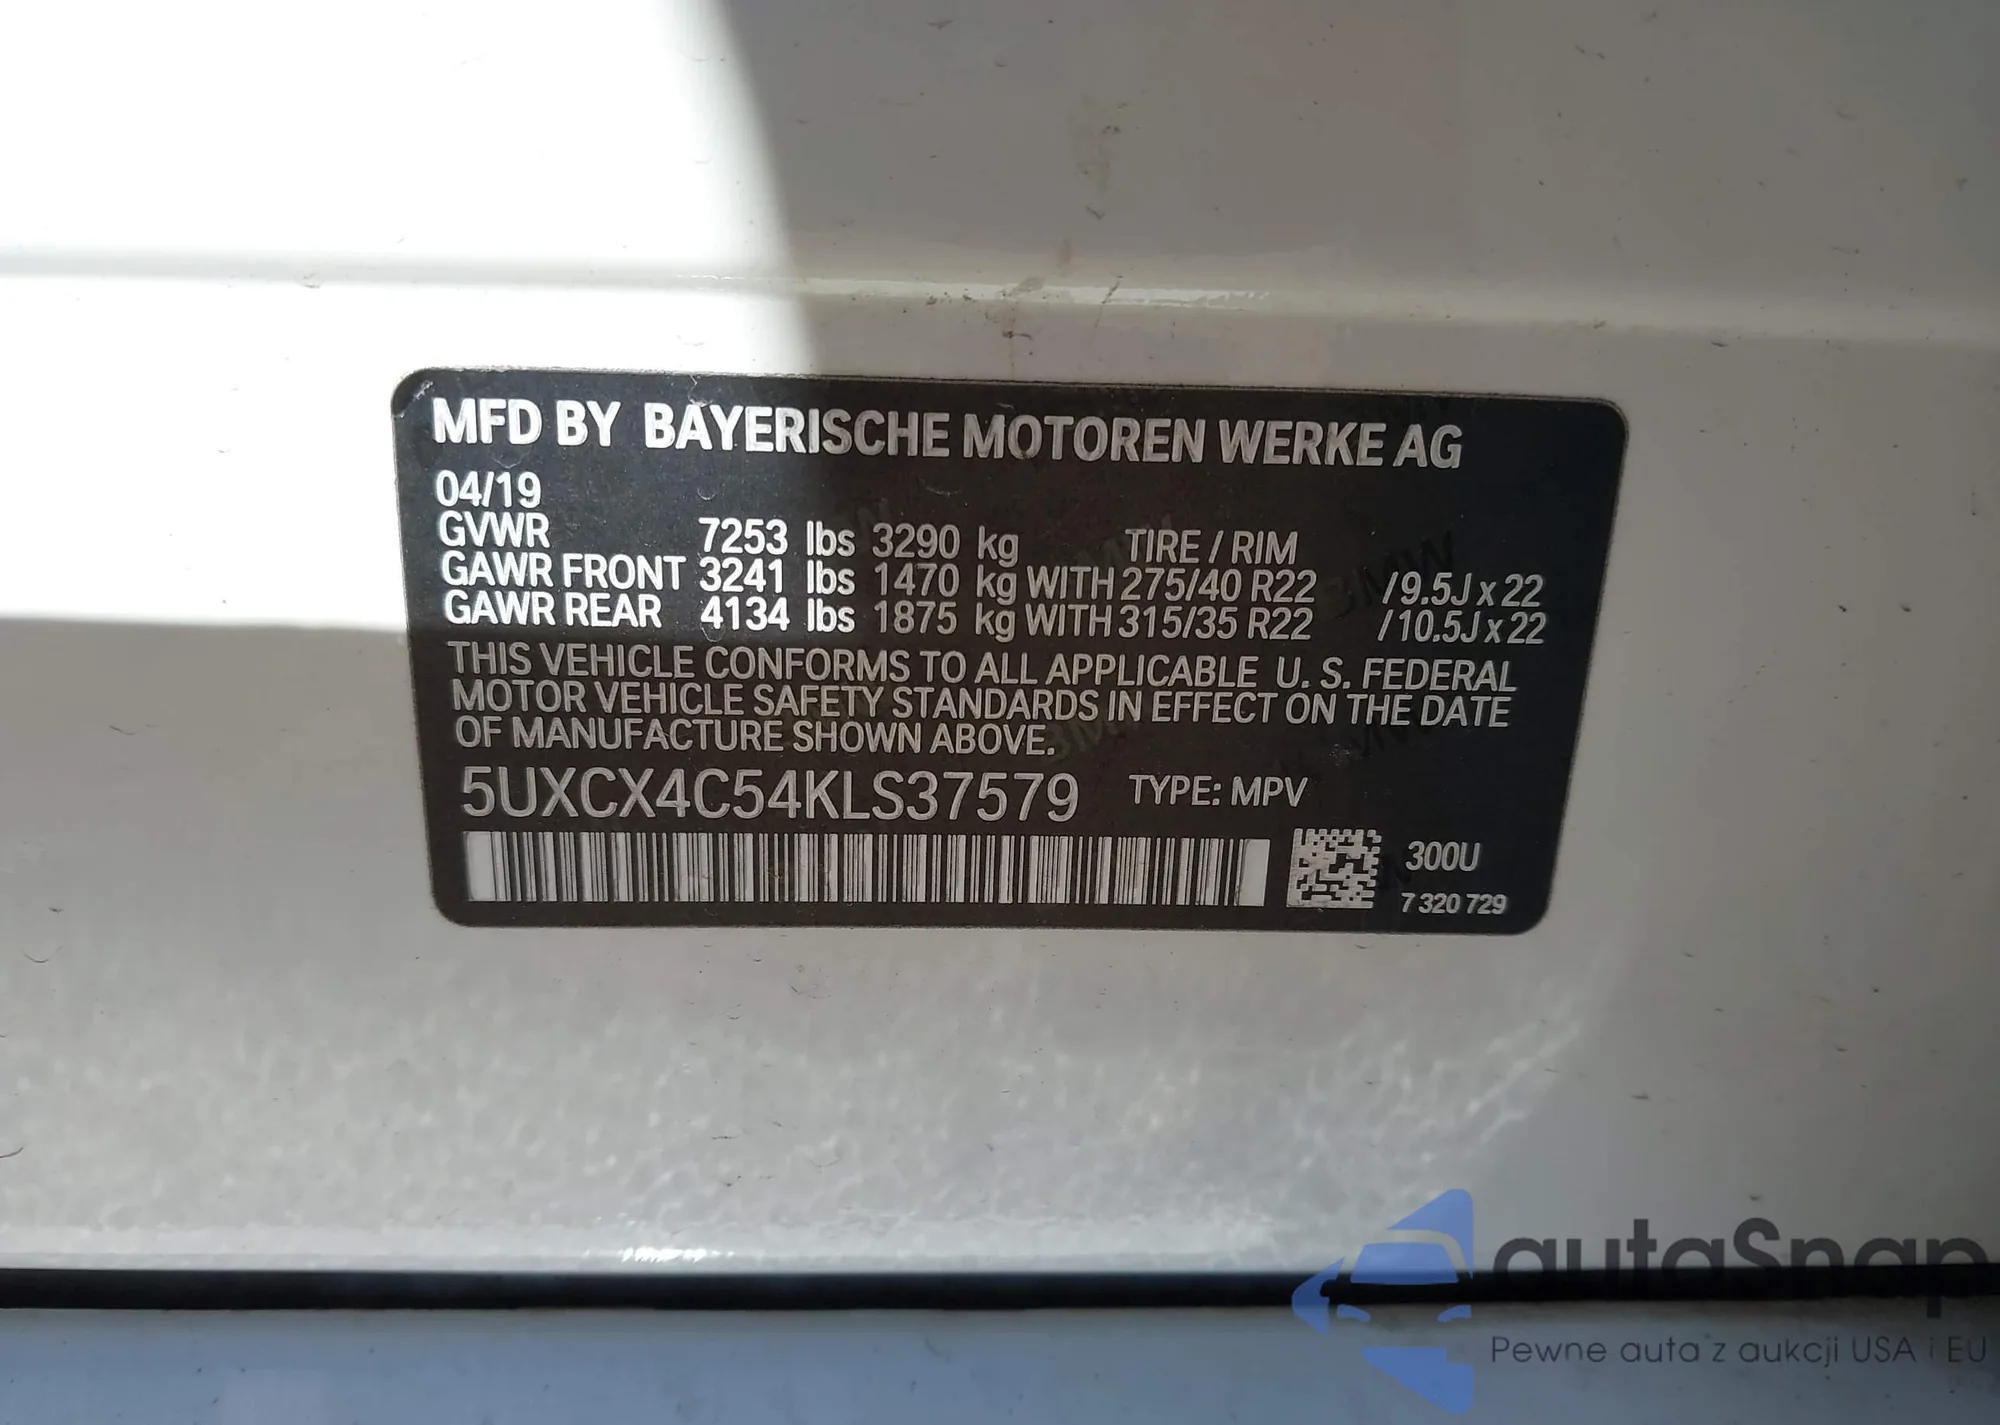 MFD BY BAYERISCHE MOTOREN WERKE AG
04/19
GVWR 7253 lbs 3290 kg TIRE / RIM
GAWR FRONT 3241 lbs 1470 kg WITH 275/40 R22 /9.5J x 22
GAWR REAR 4134 lbs 1875 kg WITH 315/35 R22 /10.5J x 22
THIS VEHICLE CONFORMS TO ALL APPLICABLE U. S. FEDERAL
MOTOR VEHICLE SAFETY STANDARDS IN EFFECT ON THE DATE
OF MANUFACTURE SHOWN ABOVE.
5UXCX4C54KLS37579 TYPE: MPV
300U
7 320 729
autaSnap
Pewne auta z aukcji USA i EU